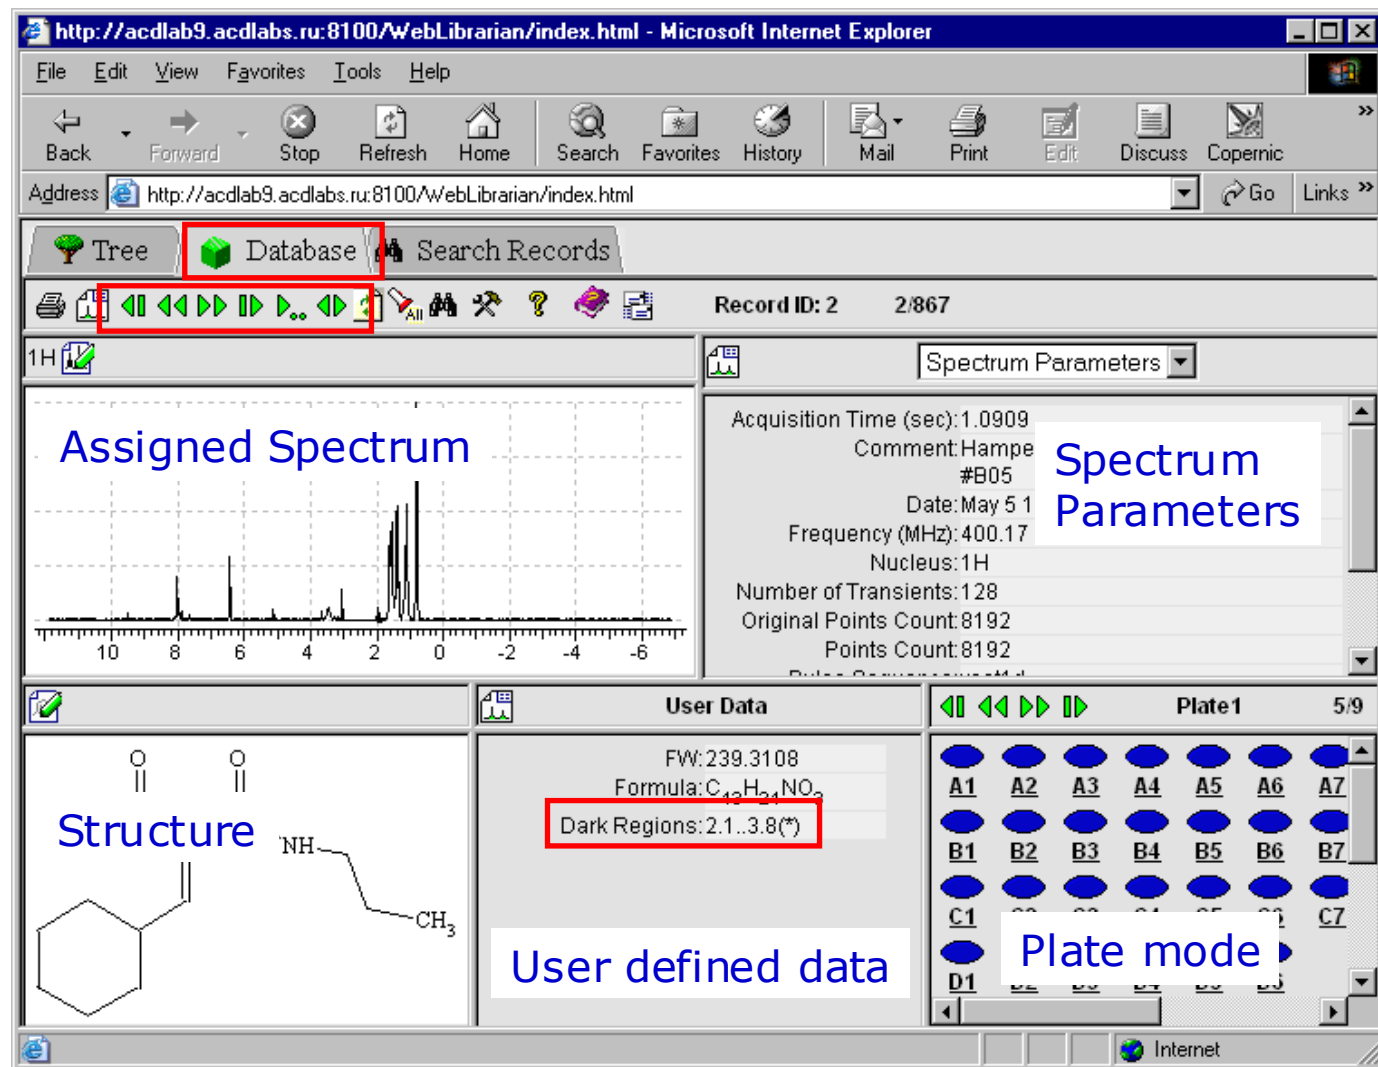 http://acdlab9.acdlabs.ru:8100/WebLibrarian/index.html - Microsoft Internet Explorer
File Edit View Favorites Tools Help
Back Forward Stop Refresh Home Search Favorites History Mail Print Edit Discuss Copernic »
Address http://acdlab9.acdlabs.ru:8100/WebLibrarian/index.html Go Links »
Tree Database Search Records
All ? Record ID: 2 2/867
1H Spectrum Parameters
Assigned Spectrum
10 8 6 4 2 0 -2 -4 -6
Acquisition Time (sec): 1.0909
Comment: Hampe
#B05
Date: May 5 1
Frequency (MHz): 400.17
Nucleus: 1H
Number of Transients: 128
Original Points Count: 8192
Points Count: 8192
Spectrum
Parameters
User Data
Plate1 5/9
O O
Structure
NH
CH3
FW: 239.3108
Formula: C13H21NO3
Dark Regions: 2.1..3.8(*)
User defined data
A1 A2 A3 A4 A5 A6 A7
B1 B2 B3 B4 B5 B6 B7
C1 C7
Plate mode
D1
Internet